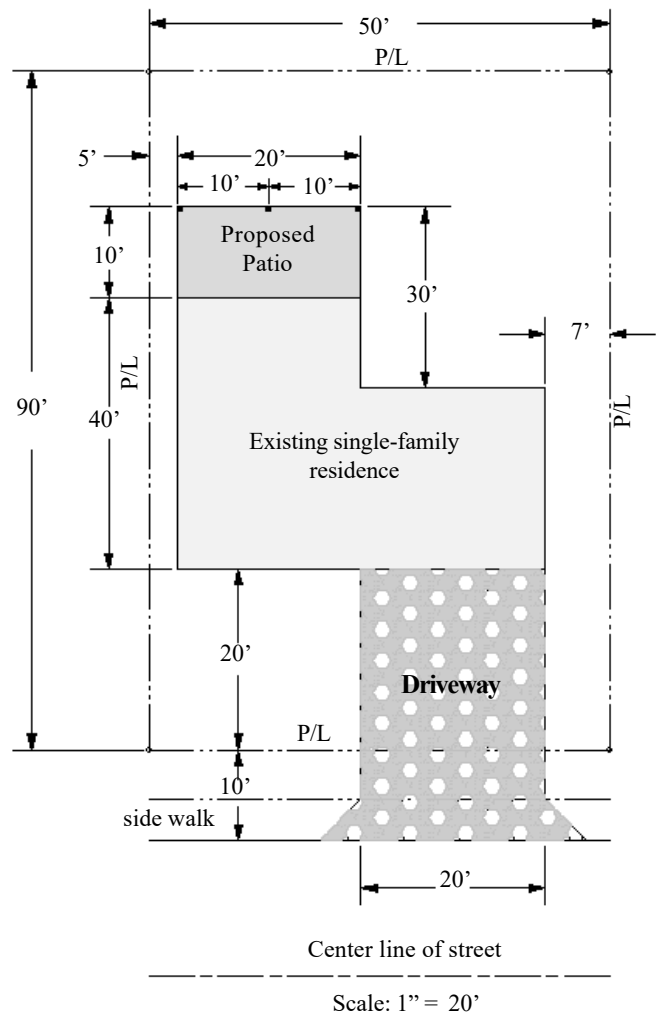 50’
P/L
5’
20’
10’
10’
Proposed
Patio
10’
30’
7’
P/L
90’
40’
P/L
Existing single-family
residence
20’
Driveway
P/L
10’
side walk
20’
Center line of street
Scale: 1” = 20’